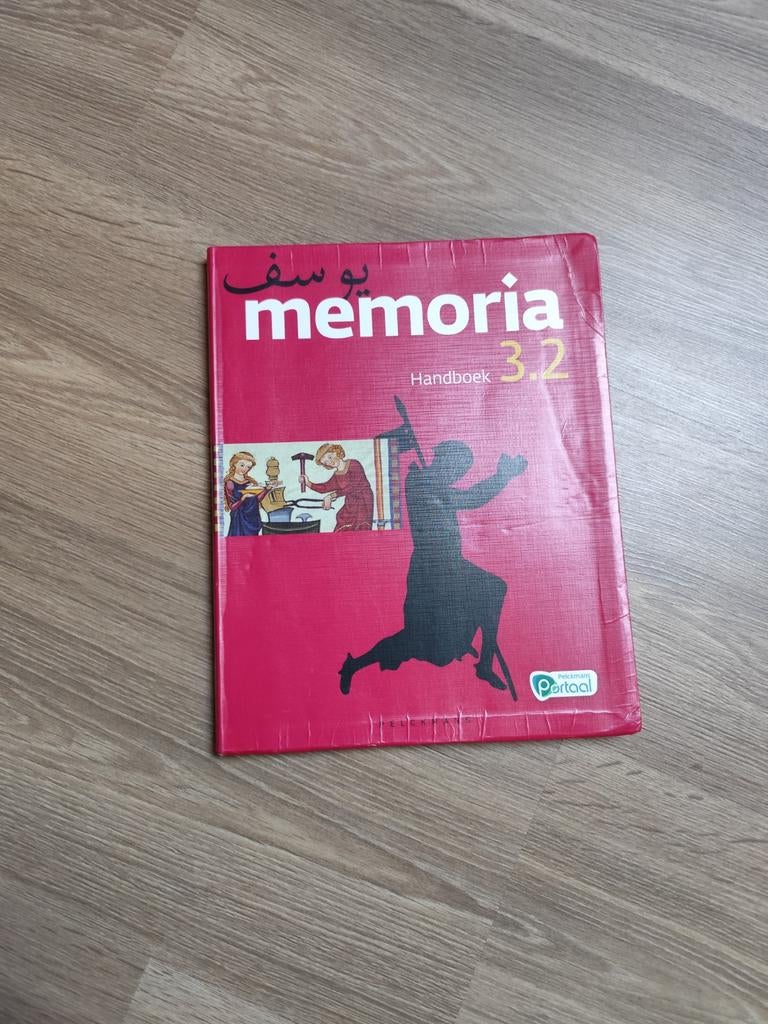 يوسف
memoria
Handboek 3.2
Pelckmans
Portaal
PELCKMANS